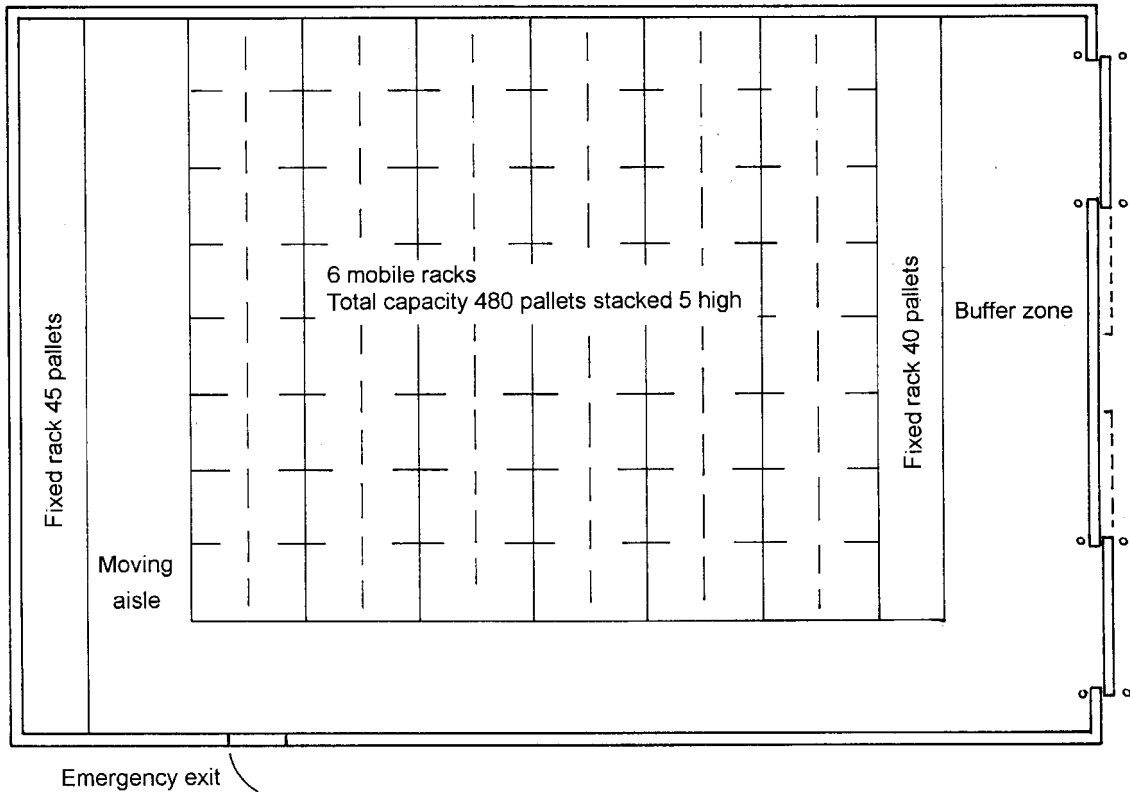 Fixed rack 45 pallets
Moving
aisle
6 mobile racks
Total capacity 480 pallets stacked 5 high
Fixed rack 40 pallets
Buffer zone
Emergency exit